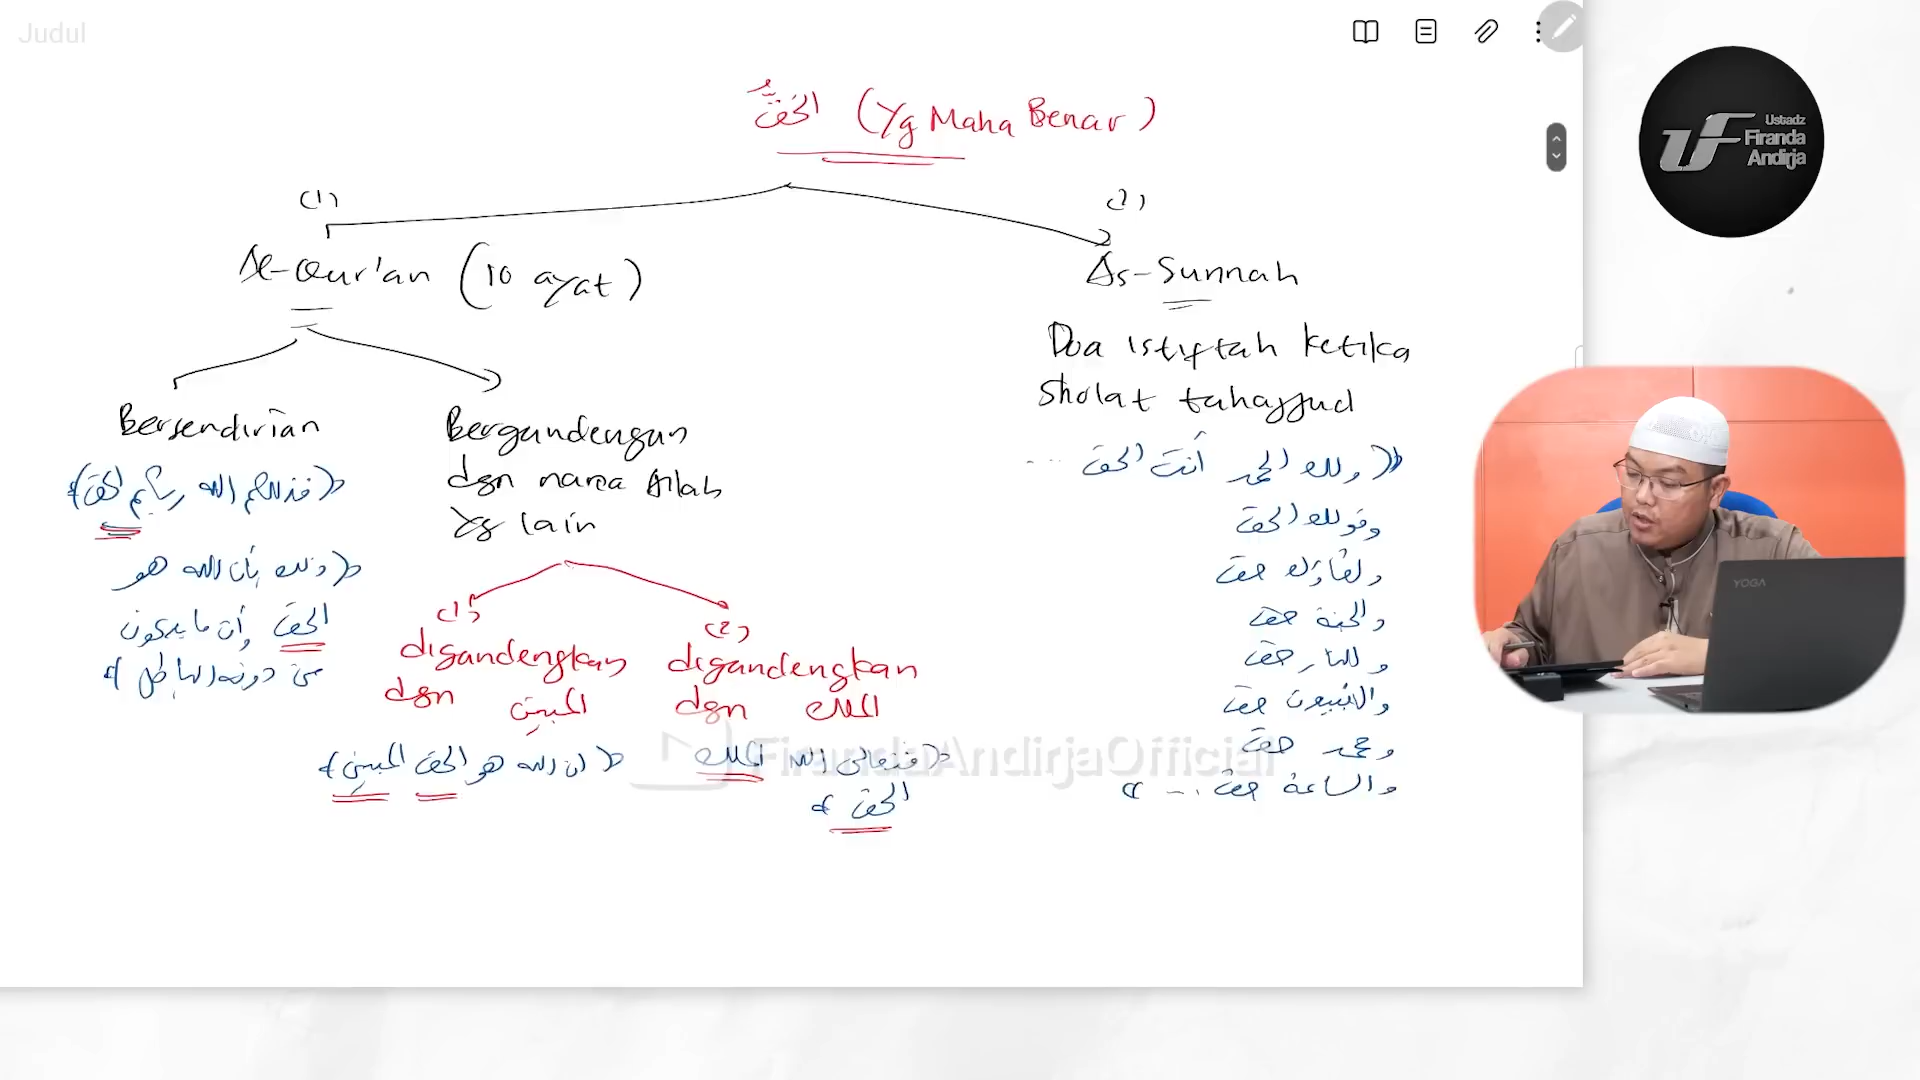 Judul
Ustadz
Firanda
Andirja
الحقُّ (Yg Maha Benar)
(1)
Al-Qur'an (10 ayat)
Bersendirian
﴿فذلكم الله ربكم الحق﴾
﴿ذلك بأن الله هو
الحق وأن ما يدعون
من دونه الباطل﴾
Bergandengan
dgn nama Allah
yg lain
(1)
digandengkan
dgn المبين
﴿ان الله هو الحق المبين﴾
(2)
digandengkan
dgn الملك
﴿فتعالى الله الملك
الحق﴾
(2)
As-Sunnah
Doa istiftah ketika
sholat tahajjud
((ولك الحمد أنت الحق ...
وقولك الحق
ولقاؤك حق
والجنة حق
والنار حق
والنبيون حق
ومحمد حق
والساعة حق ... ))
YOGA
FirandaAndirjaOfficial